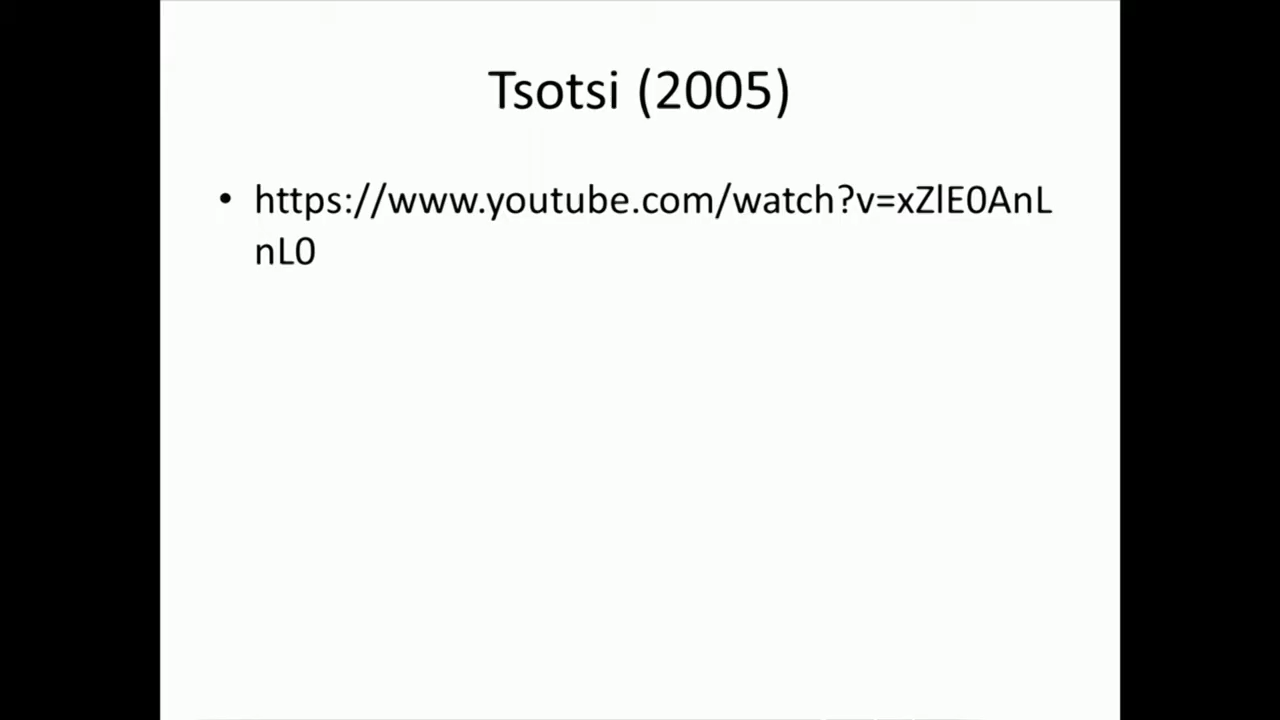 Tsotsi (2005)
• https://www.youtube.com/watch?v=xZlE0AnL
nL0